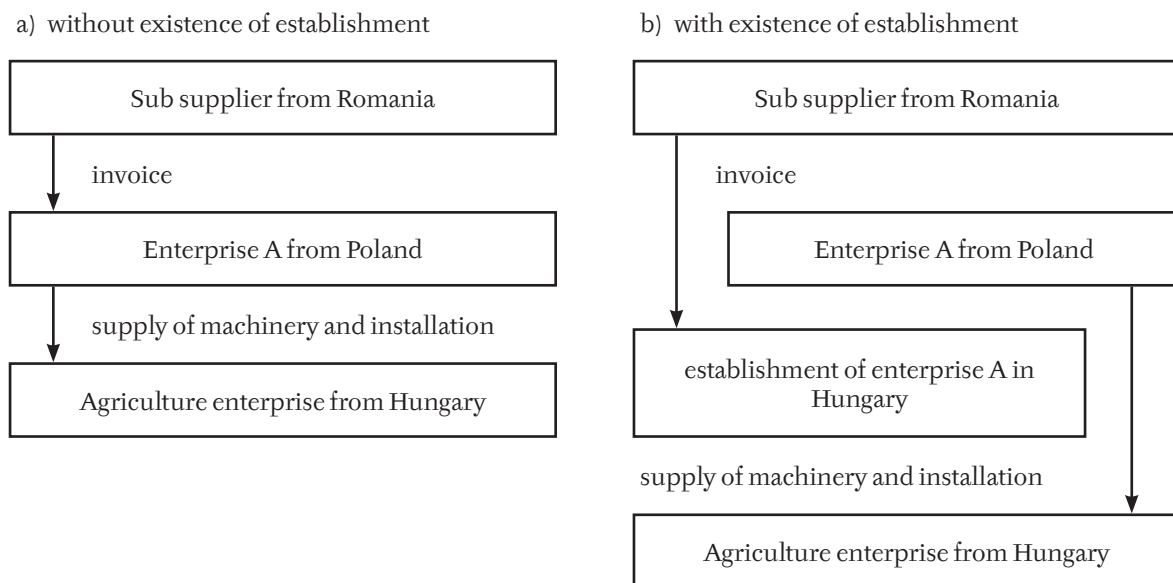 a) without existence of establishment
Sub supplier from Romania
invoice
Enterprise A from Poland
supply of machinery and installation
Agriculture enterprise from Hungary
b) with existence of establishment
Sub supplier from Romania
invoice
Enterprise A from Poland
establishment of enterprise A in
Hungary
supply of machinery and installation
Agriculture enterprise from Hungary